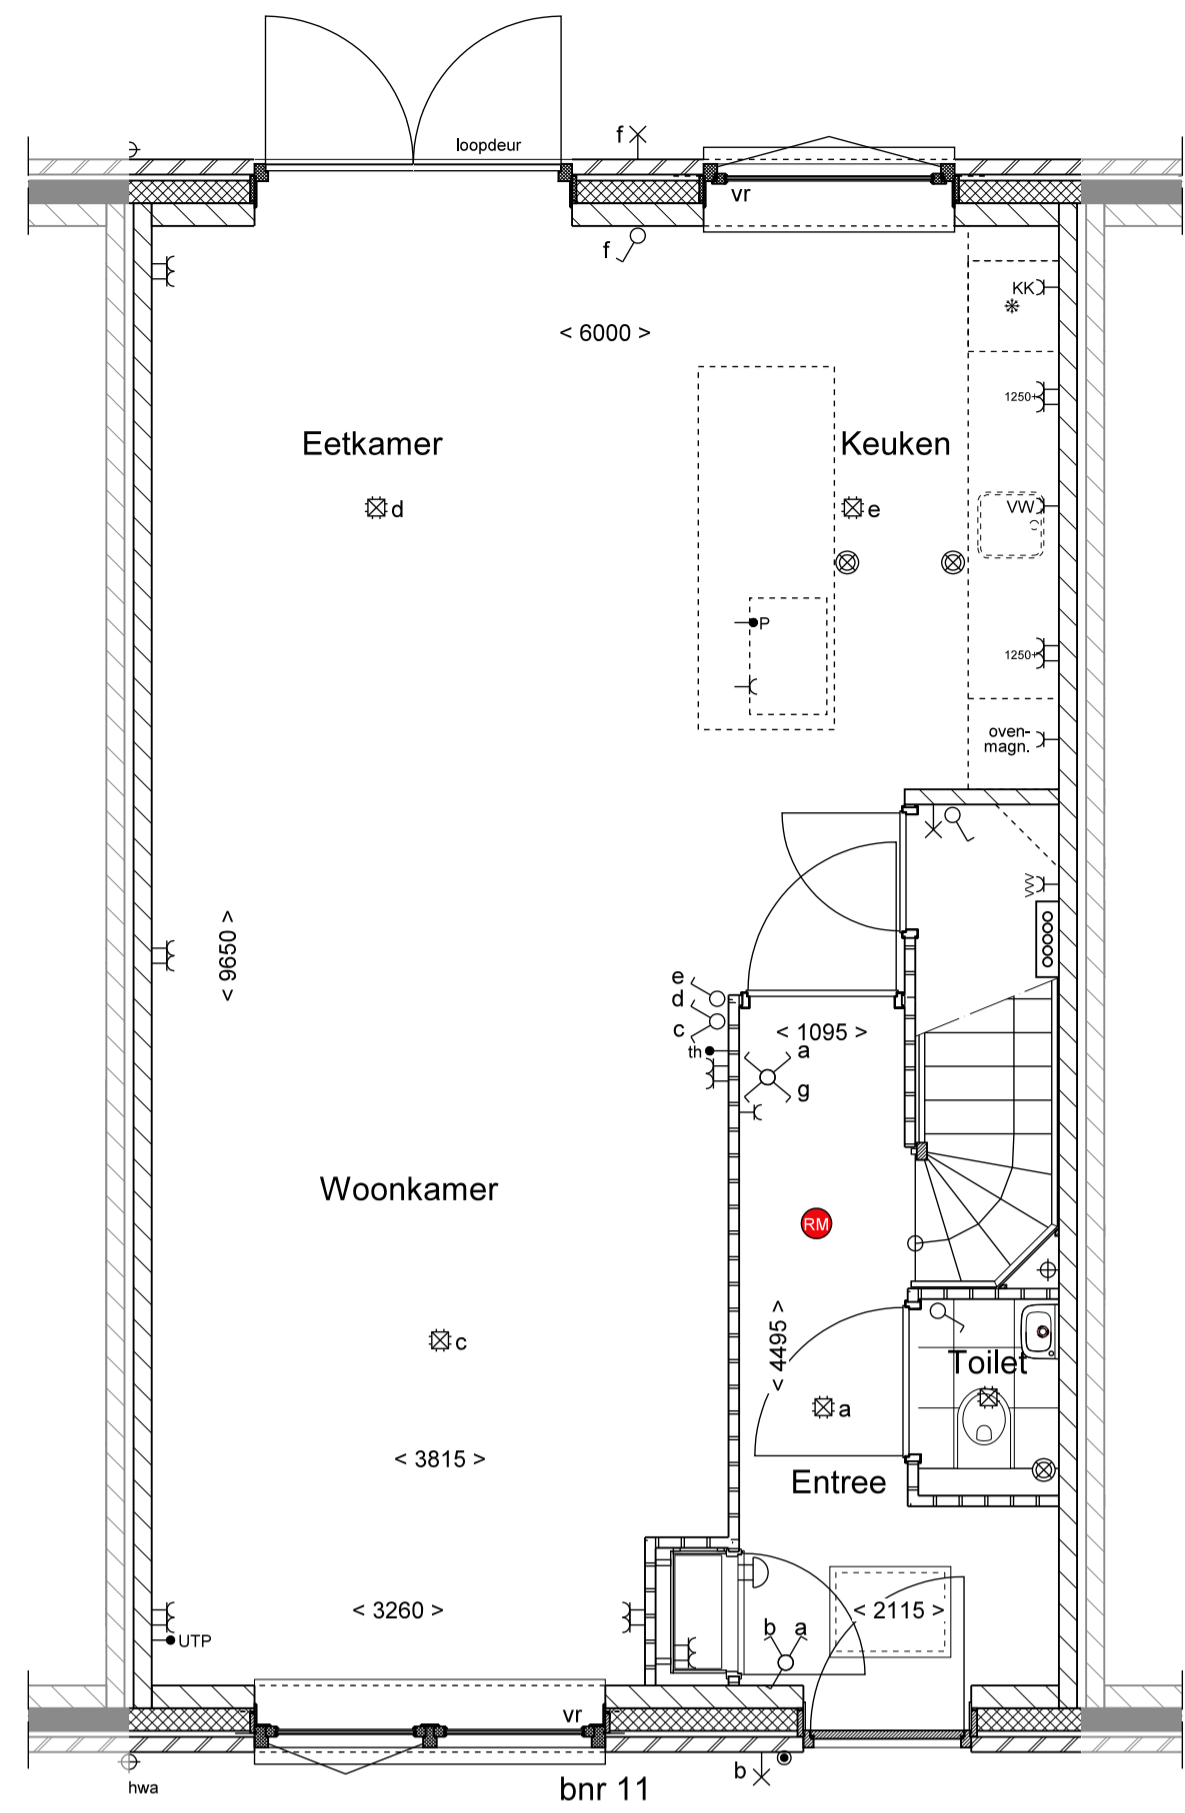 loopdeur
f
vr
f
KK
< 6000 >
1250+
Eetkamer
Keuken
d
e
VW
P
1250+
oven-
magn.
< 9650 >
e
d
c
< 1095 >
th
a
g
Woonkamer
RM
< 4495 >
c
Toilet
a
< 3815 >
Entree
< 3260 >
< 2115 >
b a
UTP
vr
b
hwa
bnr 11